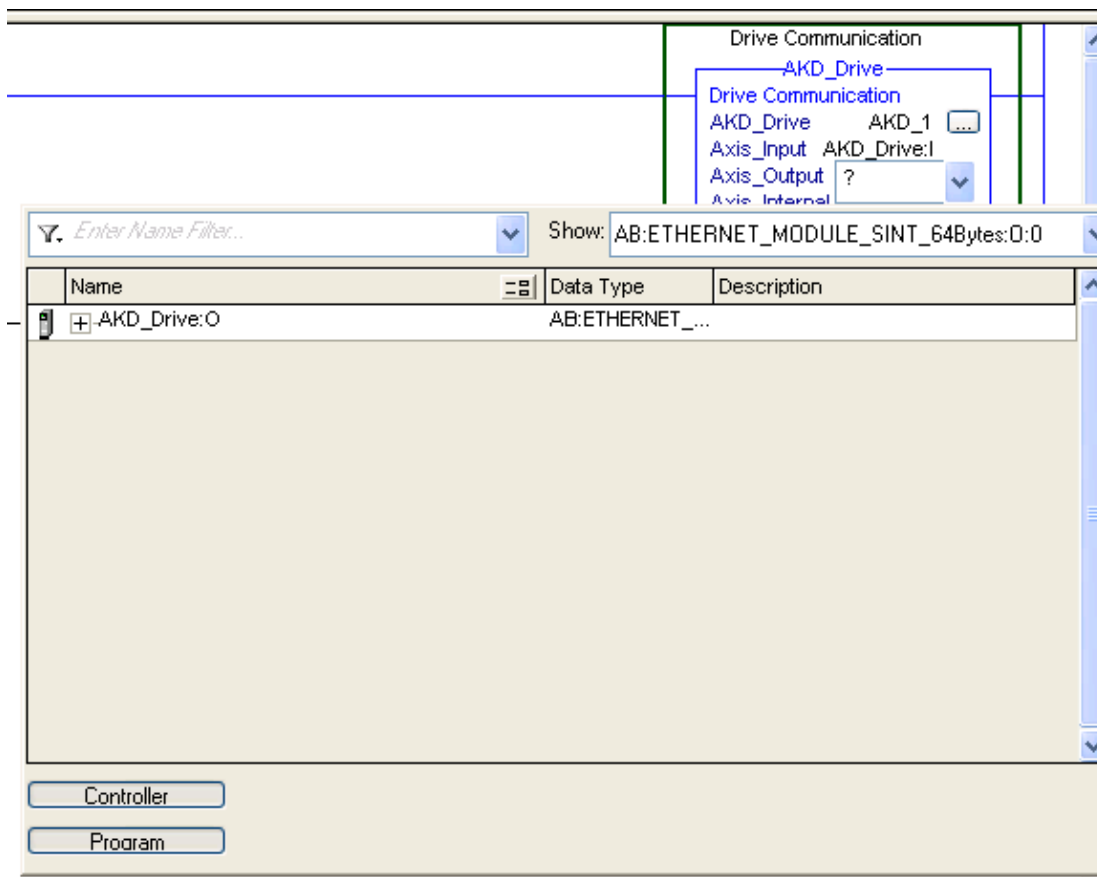 Drive Communication
AKD_Drive
Drive Communication
AKD_Drive AKD_1 ...
Axis_Input AKD_Drive:I
Axis_Output ?
Axis_Internal
Enter Name Filter... Show: AB:ETHERNET_MODULE_SINT_64Bytes:O:0
Name Data Type Description
AKD_Drive:O AB:ETHERNET_...
Controller
Program